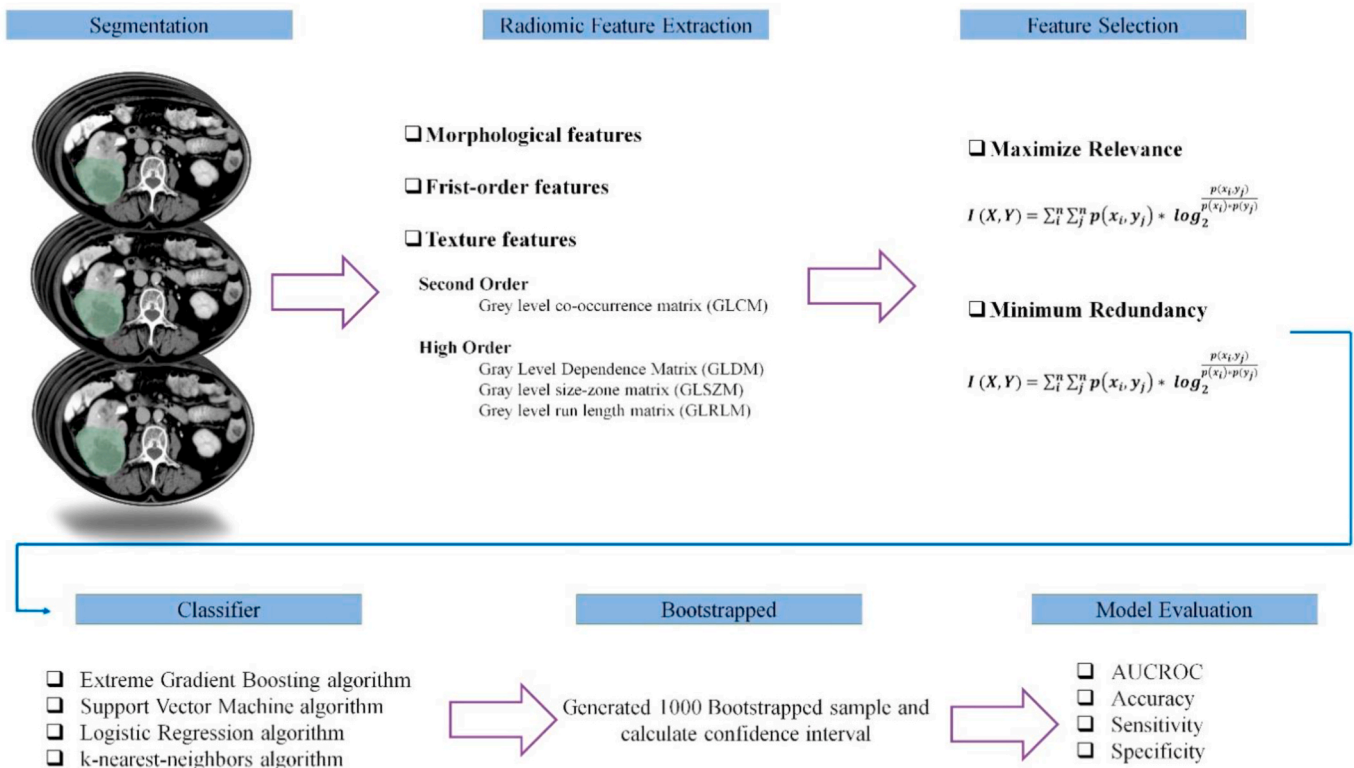 Segmentation
Radiomic Feature Extraction
Feature Selection
❑ Morphological features
❑ Frist-order features
❑ Texture features
Second Order
Grey level co-occurrence matrix (GLCM)
High Order
Gray Level Dependence Matrix (GLDM)
Gray level size-zone matrix (GLSZM)
Grey level run length matrix (GLRLM)
❑ Maximize Relevance
I (X, Y) = ∑ᵢⁿ ∑ⱼⁿ p(xᵢ, yⱼ) * log₂^(p(xᵢ,yⱼ)/(p(xᵢ)*p(yⱼ)))
❑ Minimum Redundancy
I (X, Y) = ∑ᵢⁿ ∑ⱼⁿ p(xᵢ, yⱼ) * log₂^(p(xᵢ,yⱼ)/(p(xᵢ)*p(yⱼ)))
Classifier
Bootstrapped
Model Evaluation
❑ Extreme Gradient Boosting algorithm
❑ Support Vector Machine algorithm
❑ Logistic Regression algorithm
❑ k-nearest-neighbors algorithm
Generated 1000 Bootstrapped sample and
calculate confidence interval
❑ AUCROC
❑ Accuracy
❑ Sensitivity
❑ Specificity